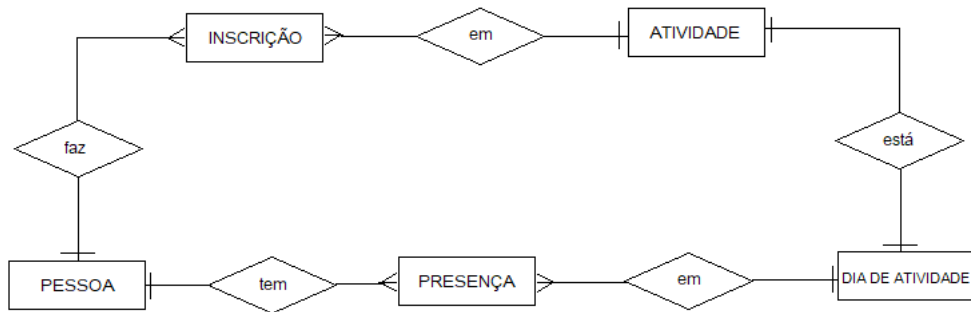 INSCRIÇÃO
em
ATIVIDADE
faz
está
PESSOA
tem
PRESENÇA
em
DIA DE ATIVIDADE